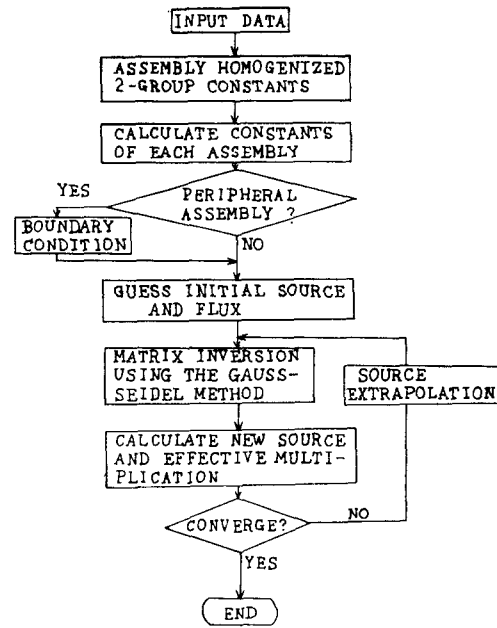 INPUT DATA
ASSEMBLY HOMOGENIZED
2-GROUP CONSTANTS
CALCULATE CONSTANTS
OF EACH ASSEMBLY
YES
PERIPHERAL
ASSEMBLY ?
BOUNDARY
CONDITION
NO
GUESS INITIAL SOURCE
AND FLUX
MATRIX INVERSION
USING THE GAUSS-
SEIDEL METHOD
SOURCE
EXTRAPOLATION
CALCULATE NEW SOURCE
AND EFFECTIVE MULTI-
PLICATION
CONVERGE?
NO
YES
END